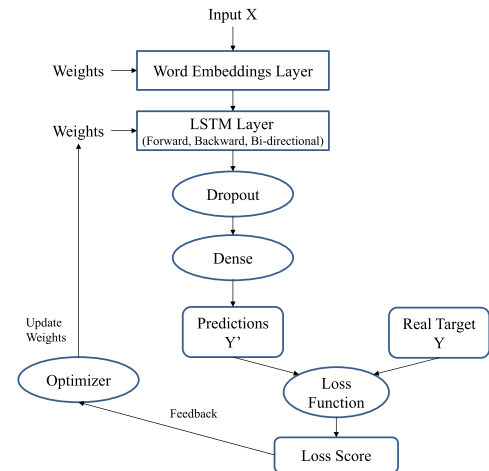 Input X
Weights
Word Embeddings Layer
Weights
LSTM Layer
(Forward, Backward, Bi-directional)
Dropout
Dense
Predictions
Y’
Real Target
Y
Update
Weights
Optimizer
Loss
Function
Feedback
Loss Score